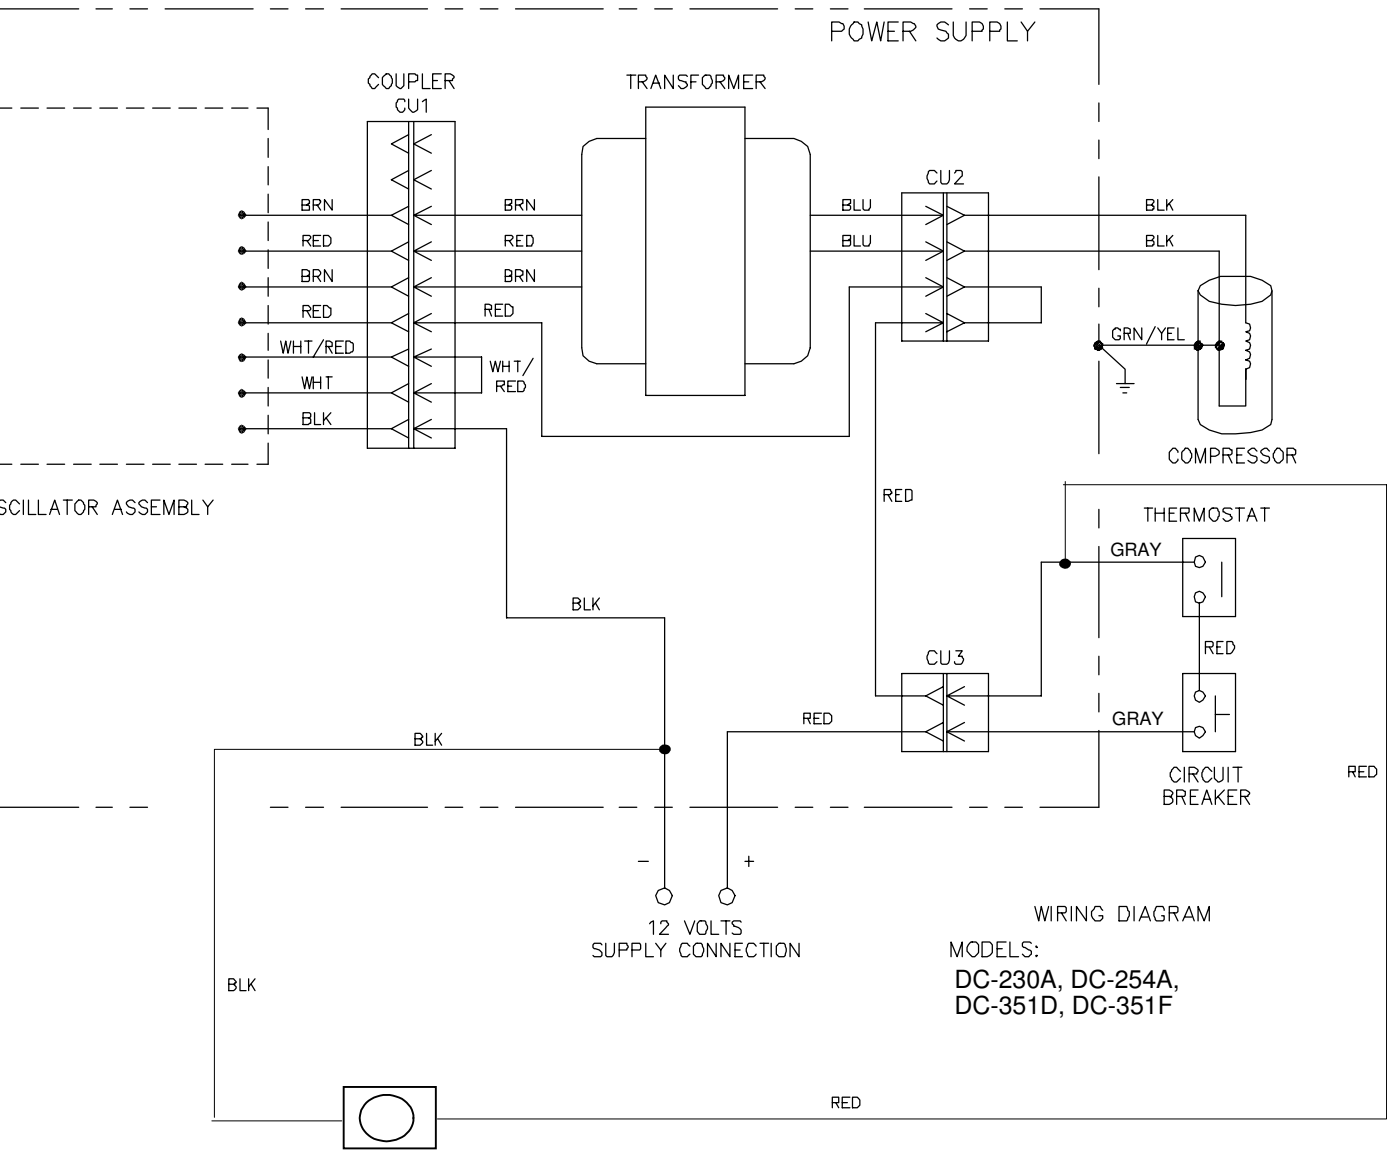 POWER SUPPLY
COUPLER
CU1
TRANSFORMER
CU2
BRN
BRN
BLU
BLK
RED
RED
BLU
BLK
BRN
BRN
RED
RED
GRN/YEL
WHT/RED
WHT/
RED
WHT
BLK
COMPRESSOR
RED
SCILLATOR ASSEMBLY
THERMOSTAT
GRAY
BLK
RED
CU3
RED
GRAY
BLK
RED
CIRCUIT
BREAKER
−
+
12 VOLTS
SUPPLY CONNECTION
WIRING DIAGRAM
MODELS:
DC-230A, DC-254A,
DC-351D, DC-351F
BLK
RED